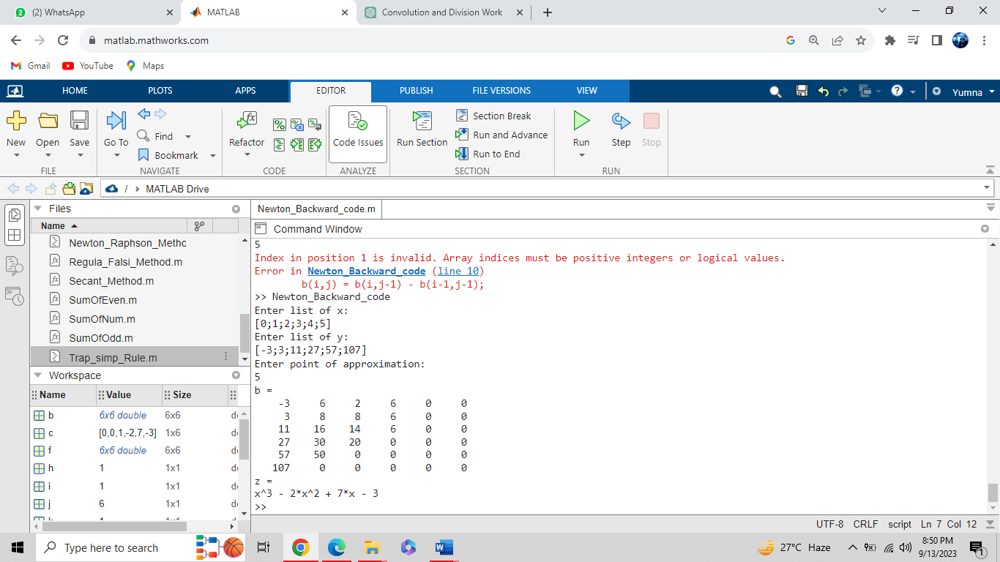 (2) WhatsApp
MATLAB
Convolution and Division Work
matlab.mathworks.com
Gmail
YouTube
Maps
HOME
PLOTS
APPS
EDITOR
PUBLISH
FILE VERSIONS
VIEW
Yumna
New
Open
Save
Go To
Find
Bookmark
Refactor
Code Issues
Run Section
Section Break
Run and Advance
Run to End
Run
Step
Stop
FILE
NAVIGATE
CODE
ANALYZE
SECTION
RUN
/ › MATLAB Drive
Files
Name
Newton_Raphson_Methc
Regula_Falsi_Method.m
Secant_Method.m
SumOfEven.m
SumOfNum.m
SumOfOdd.m
Trap_simp_Rule.m
Workspace
Name Value Size
b 6x6 double 6x6
c [0,0,1,-2,7,-3] 1x6
f 6x6 double 6x6
h 1 1x1
i 1 1x1
j 6 1x1
Newton_Backward_code.m
Command Window
5
Index in position 1 is invalid. Array indices must be positive integers or logical values.
Error in Newton_Backward_code (line 10)
b(i,j) = b(i,j-1) - b(i-1,j-1);
>> Newton_Backward_code
Enter list of x:
[0;1;2;3;4;5]
Enter list of y:
[-3;3;11;27;57;107]
Enter point of approximation:
5
b =
-3 6 2 6 0 0
3 8 8 6 0 0
11 16 14 6 0 0
27 30 20 0 0 0
57 50 0 0 0 0
107 0 0 0 0 0
z =
x^3 - 2*x^2 + 7*x - 3
>>
UTF-8 CRLF script Ln 7 Col 12
Type here to search
27°C Haze
8:50 PM
9/13/2023
1